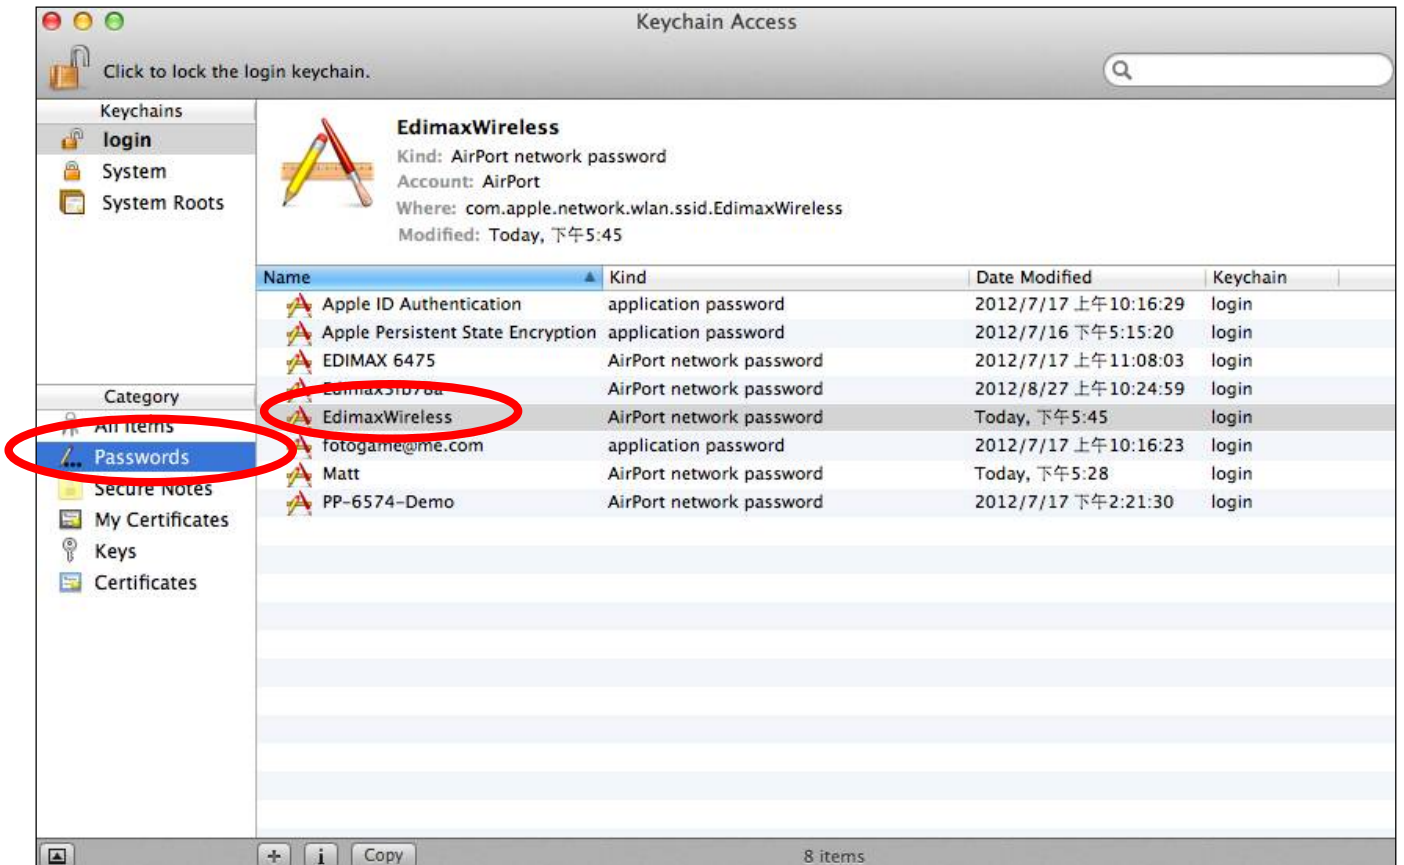 Keychain Access
Click to lock the login keychain.
Keychains
login
System
System Roots
EdimaxWireless
Kind: AirPort network password
Account: AirPort
Where: com.apple.network.wlan.ssid.EdimaxWireless
Modified: Today, 下午5:45
Name Kind Date Modified Keychain
Apple ID Authentication application password 2012/7/17 上午10:16:29 login
Apple Persistent State Encryption application password 2012/7/16 下午5:15:20 login
EDIMAX 6475 AirPort network password 2012/7/17 上午11:08:03 login
AirPort network password 2012/8/27 上午10:24:59 login
EdimaxWireless AirPort network password Today, 下午5:45 login
fotogame@me.com application password 2012/7/17 上午10:16:23 login
Matt AirPort network password Today, 下午5:28 login
PP-6574-Demo AirPort network password 2012/7/17 下午2:21:30 login
Category
All Items
Passwords
Secure Notes
My Certificates
Keys
Certificates
Copy
8 items